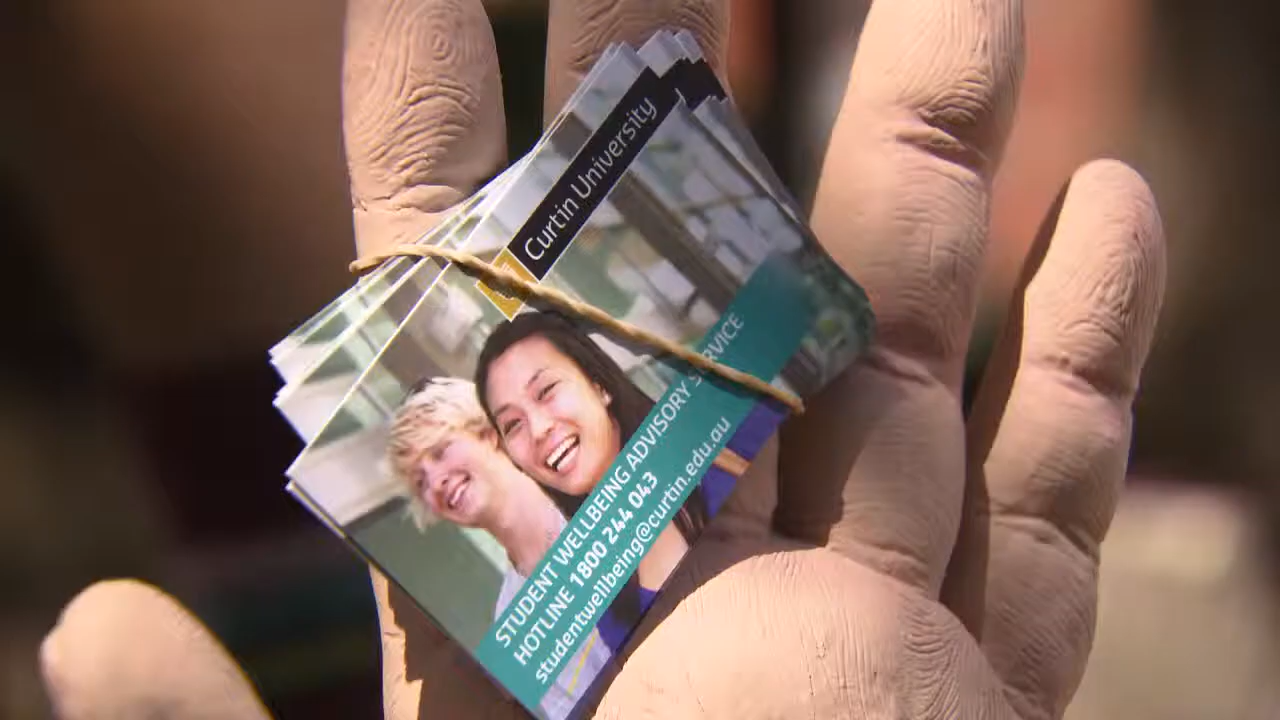 Curtin University
STUDENT WELLBEING ADVISORY SERVICE
HOTLINE 1800 244 043
studentwellbeing@curtin.edu.au